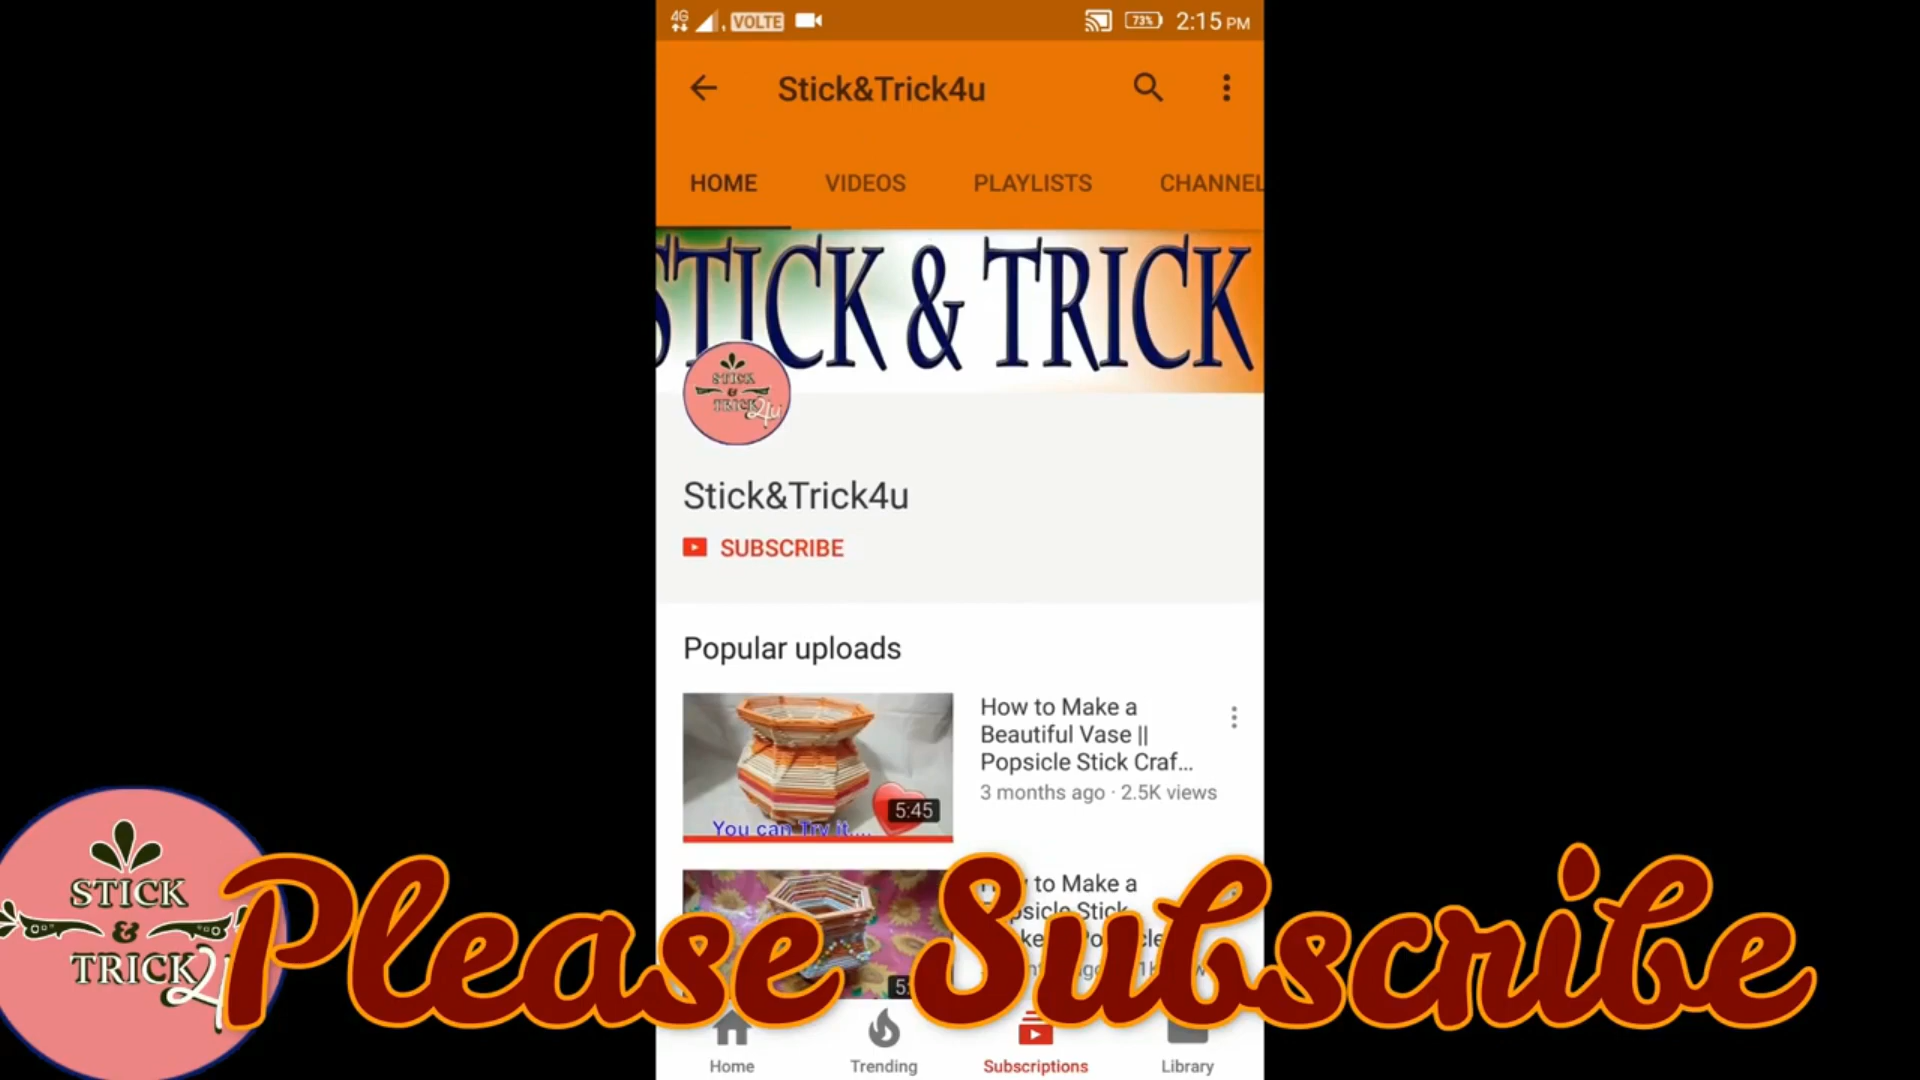 4G VOLTE 73% 2:15 PM
Stick&Trick4u
HOME VIDEOS PLAYLISTS CHANNEL
STICK & TRICK
STICK
&
TRICK
4u
Stick&Trick4u
SUBSCRIBE
Popular uploads
How to Make a
Beautiful Vase ||
Popsicle Stick Craf...
3 months ago · 2.5K views
5:45
You can Try it....
to Make a
Stick
STICK
&
TRICK
Please Subscribe
Home Trending Subscriptions Library